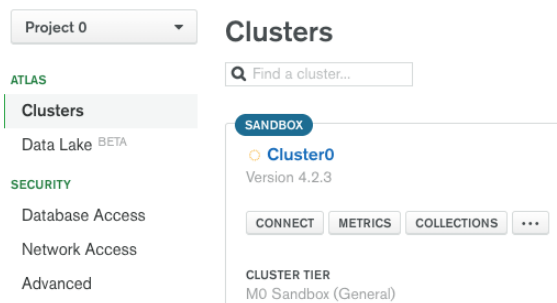 Project 0
ATLAS
Clusters
Data Lake BETA
SECURITY
Database Access
Network Access
Advanced
Clusters
Find a cluster...
SANDBOX
Cluster0
Version 4.2.3
CONNECT METRICS COLLECTIONS ...
CLUSTER TIER
M0 Sandbox (General)